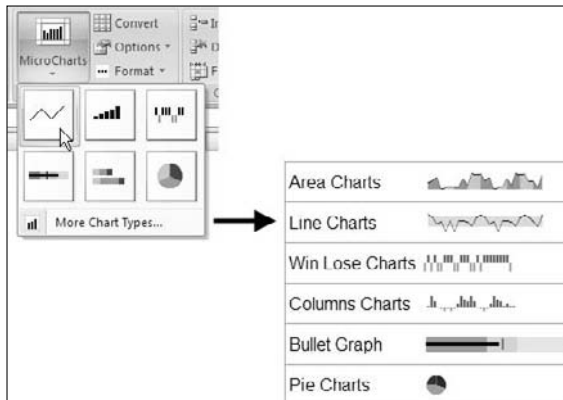 Convert
Options
MicroCharts
Format
More Chart Types...
Area Charts
Line Charts
Win Lose Charts
Columns Charts
Bullet Graph
Pie Charts